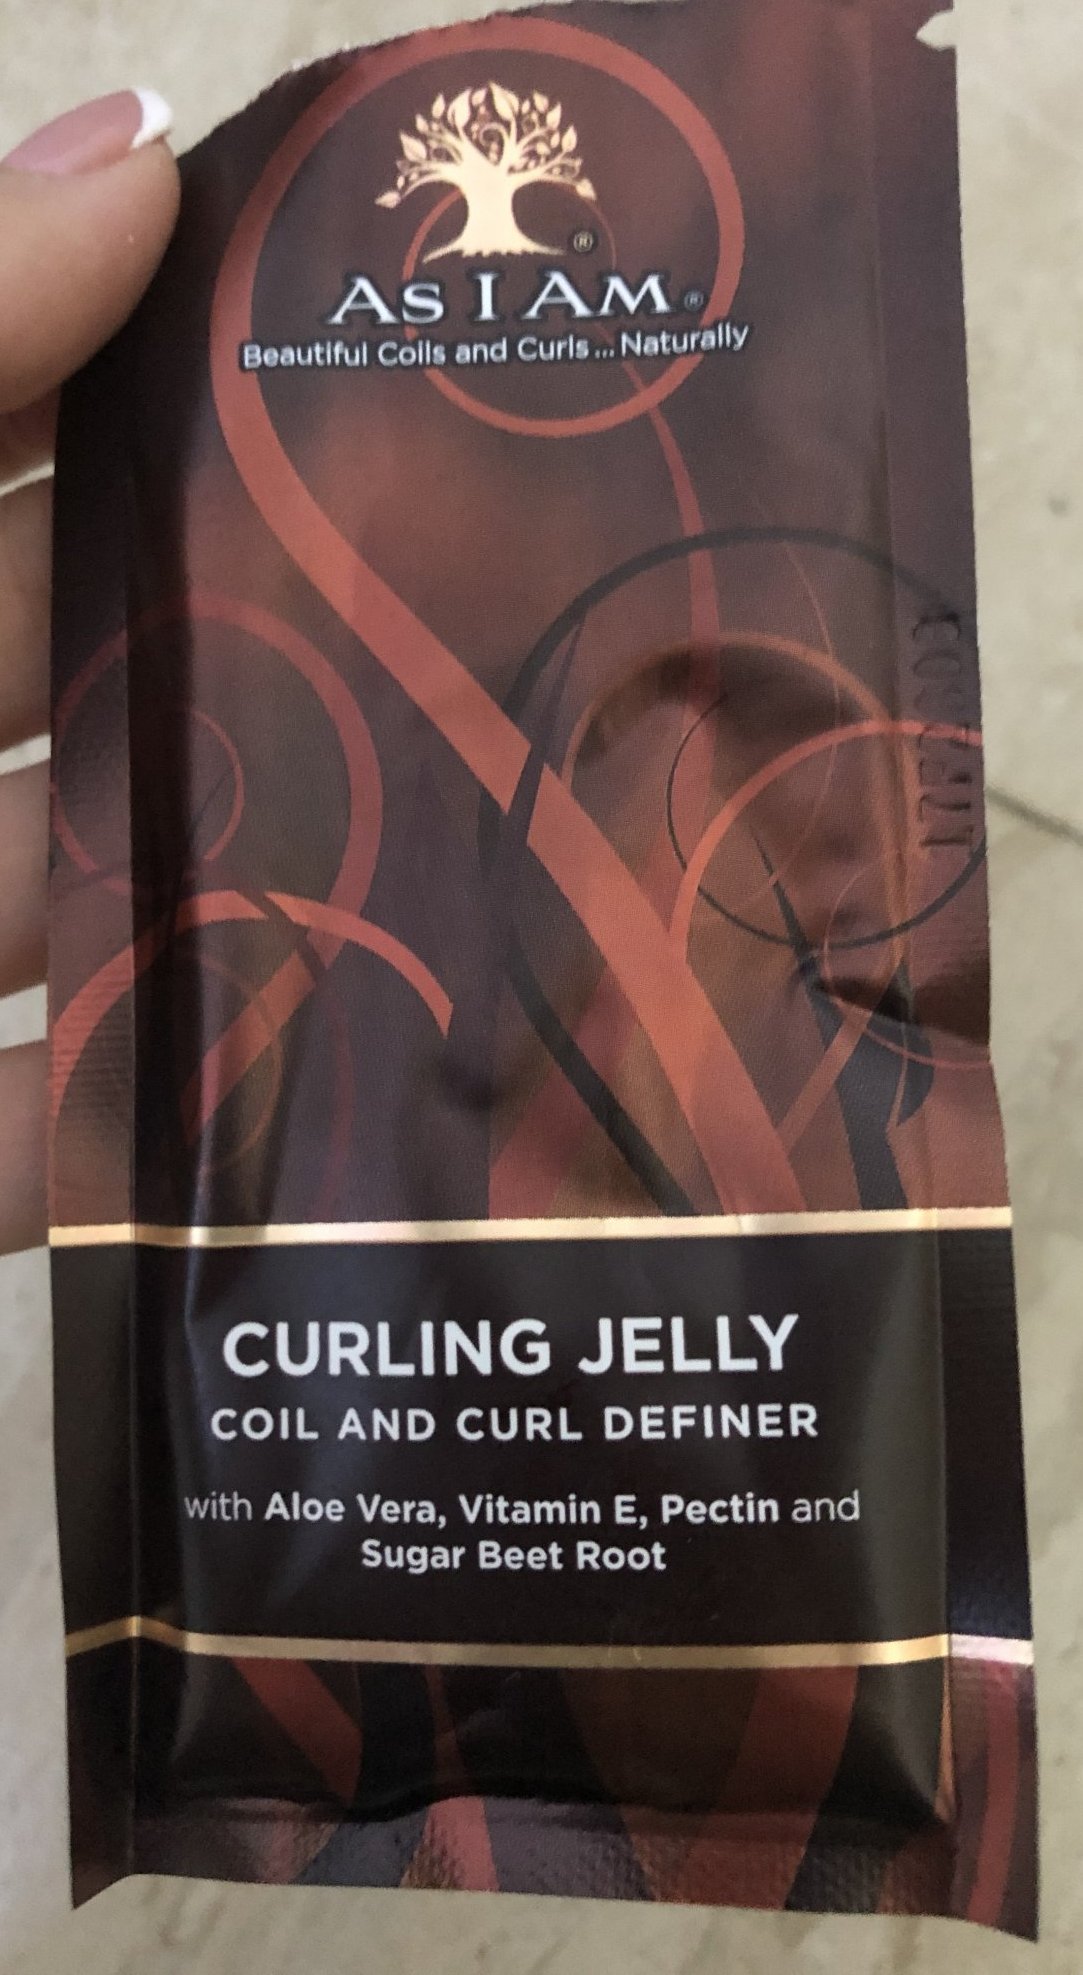 ®
AS I AM®
Beautiful Coils and Curls... Naturally
CURLING JELLY
COIL AND CURL DEFINER
with Aloe Vera, Vitamin E, Pectin and
Sugar Beet Root